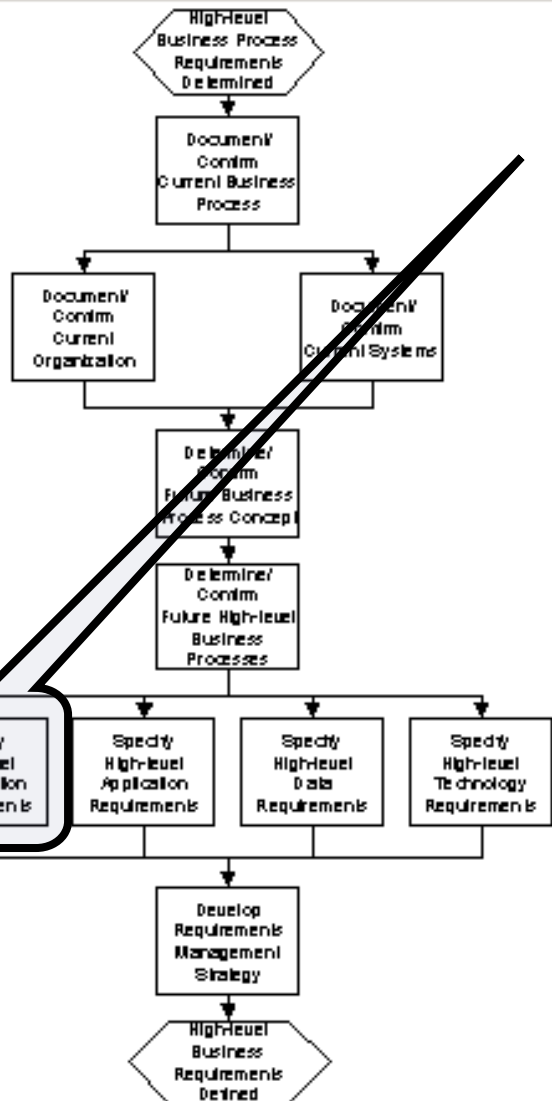 High-level
Business Process
Requirements
Determined
Document/
Confirm
Current Business
Process
Document/
Confirm
Current
Organization
Document/
Confirm
Current Systems
Determine/
Confirm
Future Business
Process Concept
Determine/
Confirm
Future High-level
Business
Processes
Specify
High-level
Application
Requirements
Specify
High-level
Data
Requirements
Specify
High-level
Technology
Requirements
Develop
Requirements
Management
Strategy
High-level
Business
Requirements
Defined